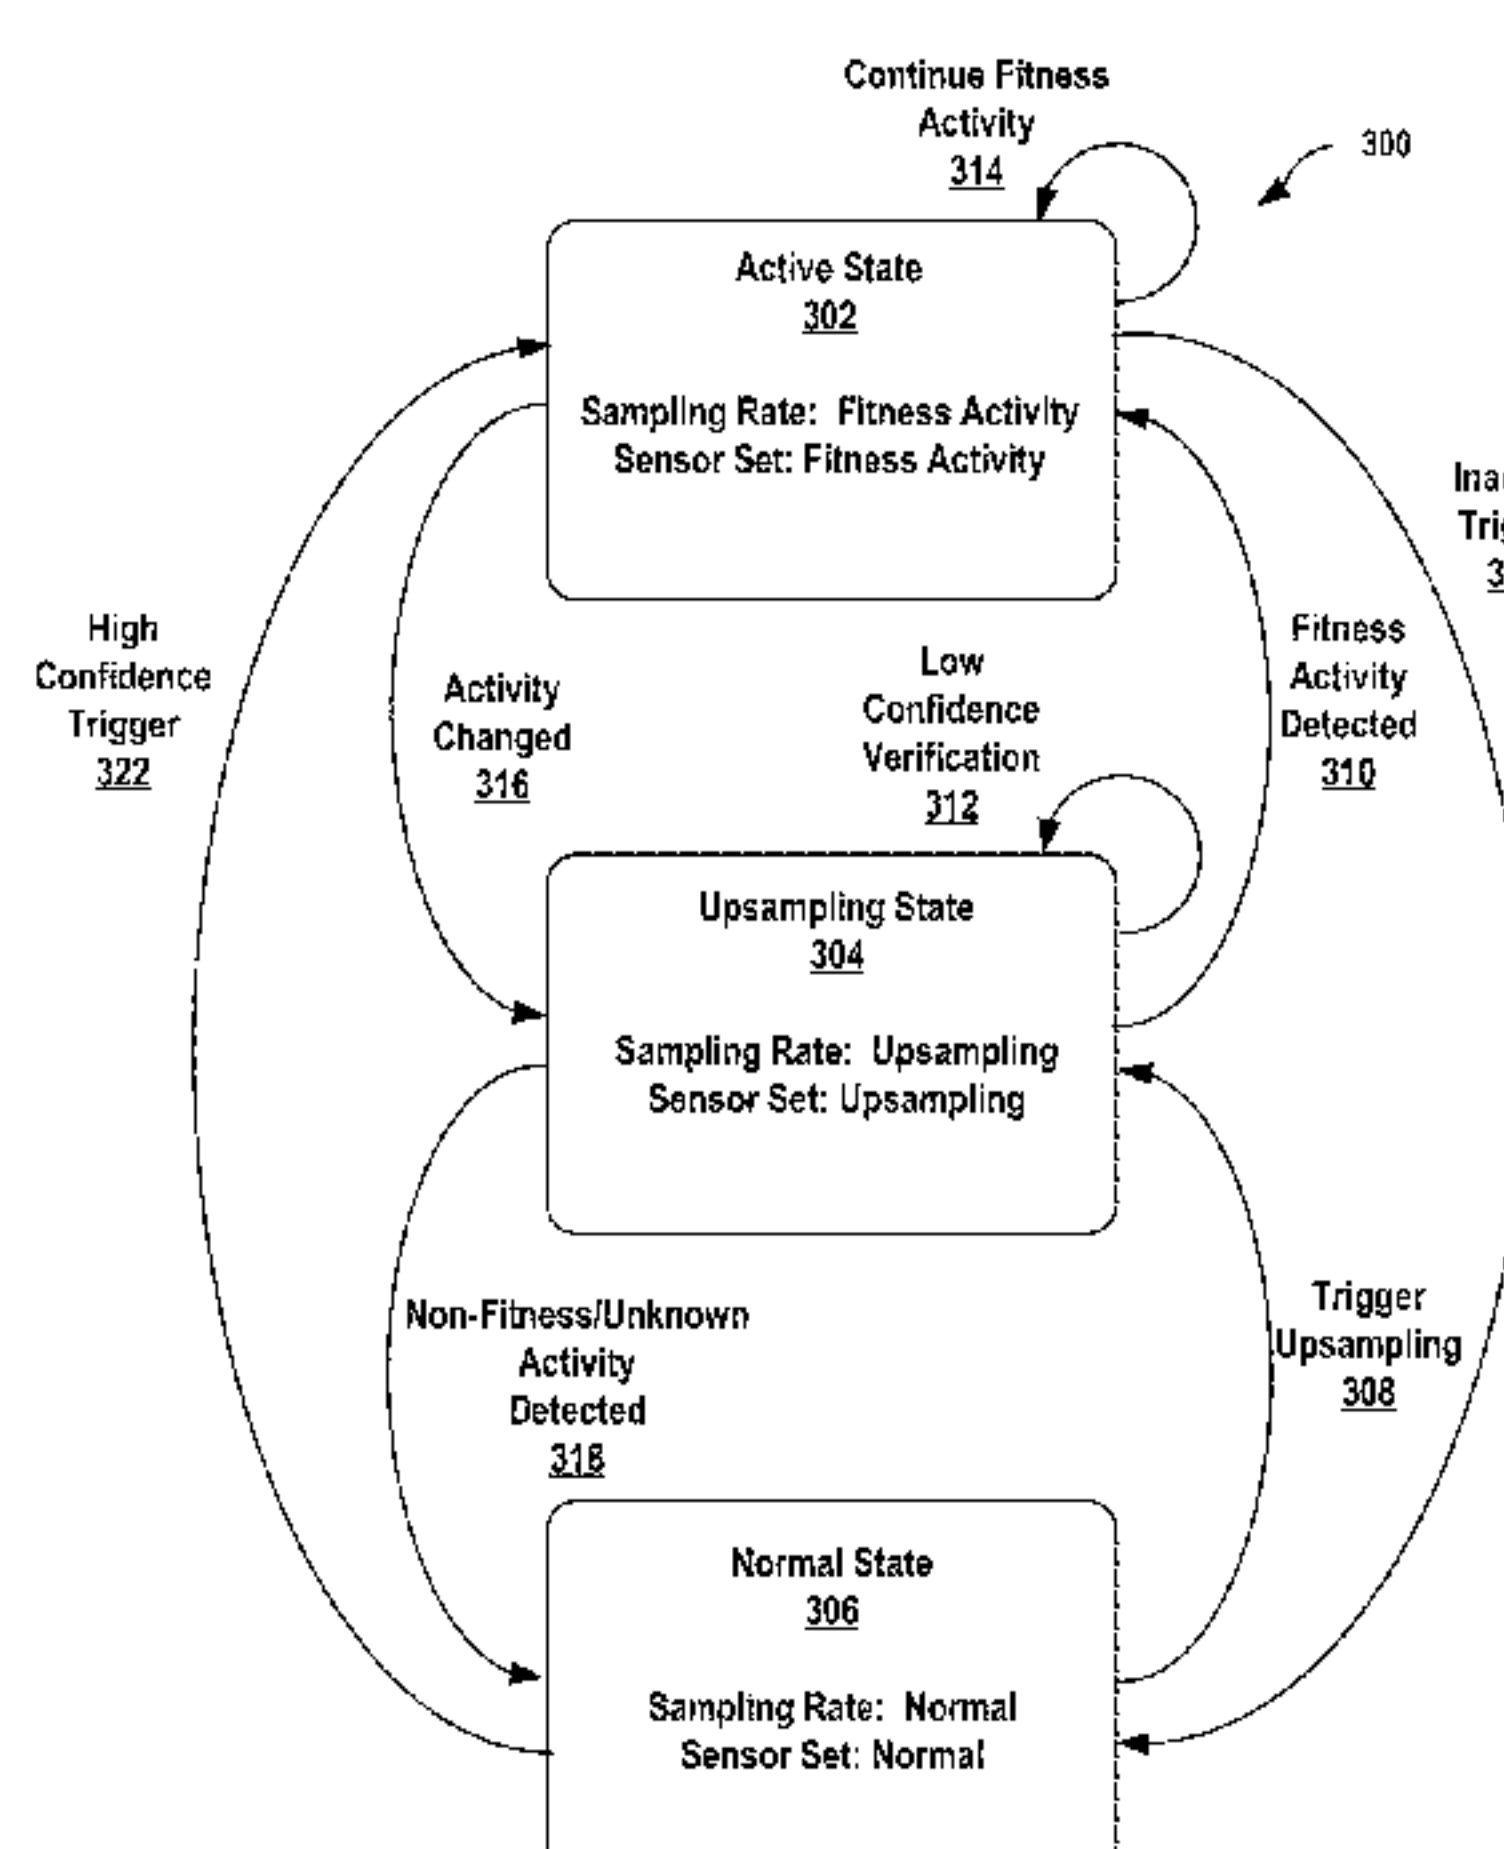 Continue Fitness
Activity
314
300
Active State
302
Sampling Rate: Fitness Activity
Sensor Set: Fitness Activity
High
Confidence
Trigger
322
Activity
Changed
316
Low
Confidence
Verification
312
Fitness
Activity
Detected
310
Upsampling State
304
Sampling Rate: Upsampling
Sensor Set: Upsampling
Non-Fitness/Unknown
Activity
Detected
318
Trigger
Upsampling
308
Normal State
306
Sampling Rate: Normal
Sensor Set: Normal